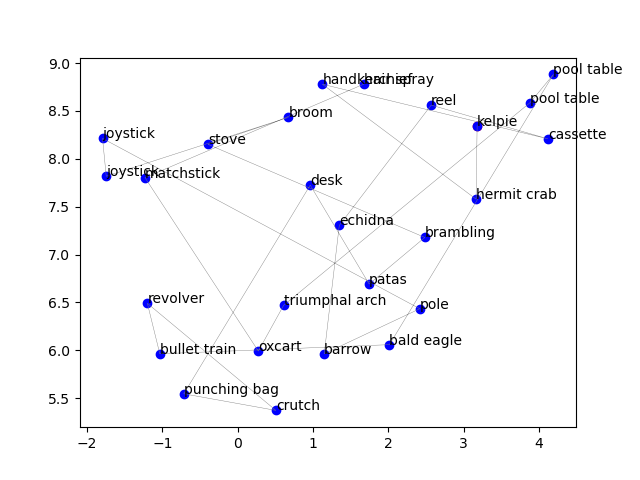 9.0
8.5
8.0
7.5
7.0
6.5
6.0
5.5
−2
−1
0
1
2
3
4
pool table
handkerchief
hair spray
pool table
reel
broom
kelpie
joystick
stove
cassette
joystick
matchstick
desk
hermit crab
echidna
brambling
patas
revolver
triumphal arch
pole
bullet train
oxcart
barrow
bald eagle
punching bag
crutch